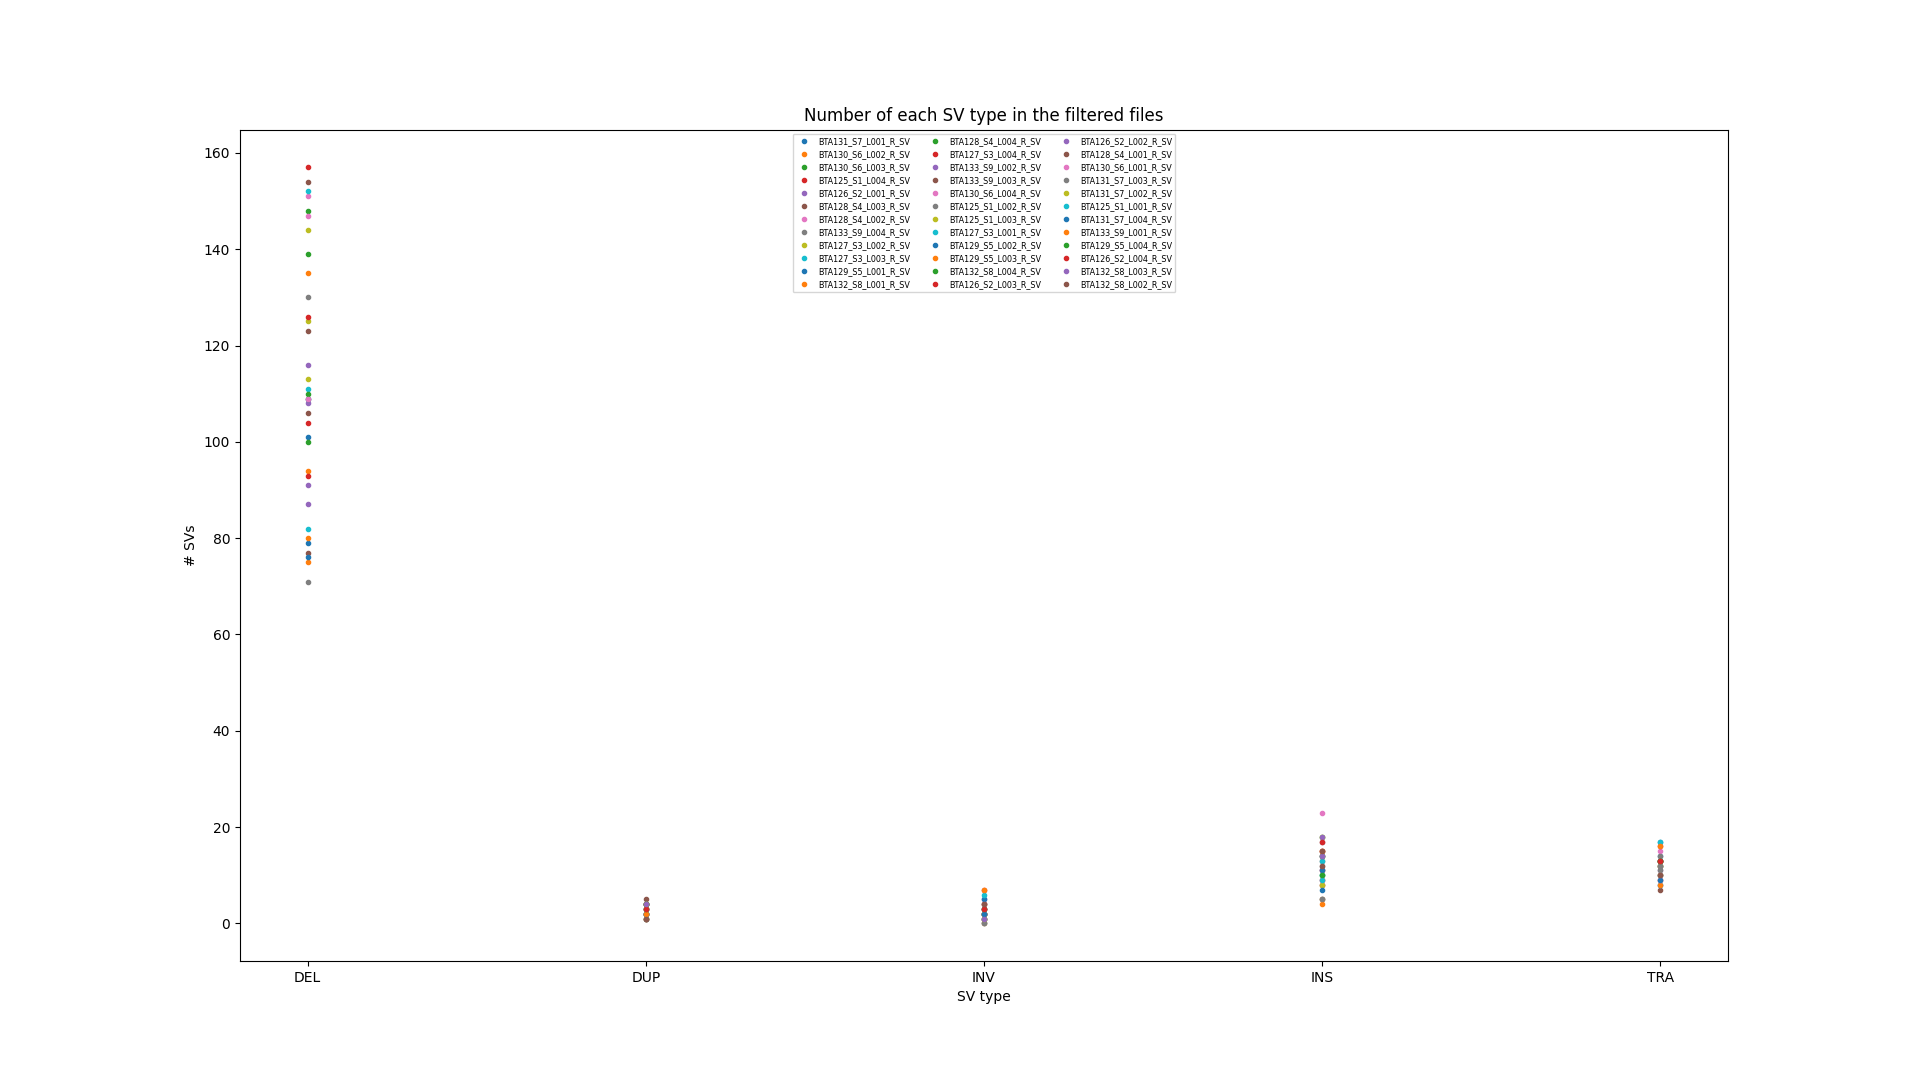 Number of each SV type in the filtered files
BTA131_S7_L001_R_SV
BTA130_S6_L002_R_SV
BTA130_S6_L003_R_SV
BTA125_S1_L004_R_SV
BTA126_S2_L001_R_SV
BTA128_S4_L003_R_SV
BTA128_S4_L002_R_SV
BTA133_S9_L004_R_SV
BTA127_S3_L002_R_SV
BTA127_S3_L003_R_SV
BTA129_S5_L001_R_SV
BTA132_S8_L001_R_SV
BTA128_S4_L004_R_SV
BTA127_S3_L004_R_SV
BTA133_S9_L002_R_SV
BTA133_S9_L003_R_SV
BTA130_S6_L004_R_SV
BTA125_S1_L002_R_SV
BTA125_S1_L003_R_SV
BTA127_S3_L001_R_SV
BTA129_S5_L002_R_SV
BTA129_S5_L003_R_SV
BTA132_S8_L004_R_SV
BTA126_S2_L003_R_SV
BTA126_S2_L002_R_SV
BTA128_S4_L001_R_SV
BTA130_S6_L001_R_SV
BTA131_S7_L003_R_SV
BTA131_S7_L002_R_SV
BTA125_S1_L001_R_SV
BTA131_S7_L004_R_SV
BTA133_S9_L001_R_SV
BTA129_S5_L004_R_SV
BTA126_S2_L004_R_SV
BTA132_S8_L003_R_SV
BTA132_S8_L002_R_SV
# SVs
160
140
120
100
80
60
40
20
0
DEL
DUP
INV
INS
TRA
SV type